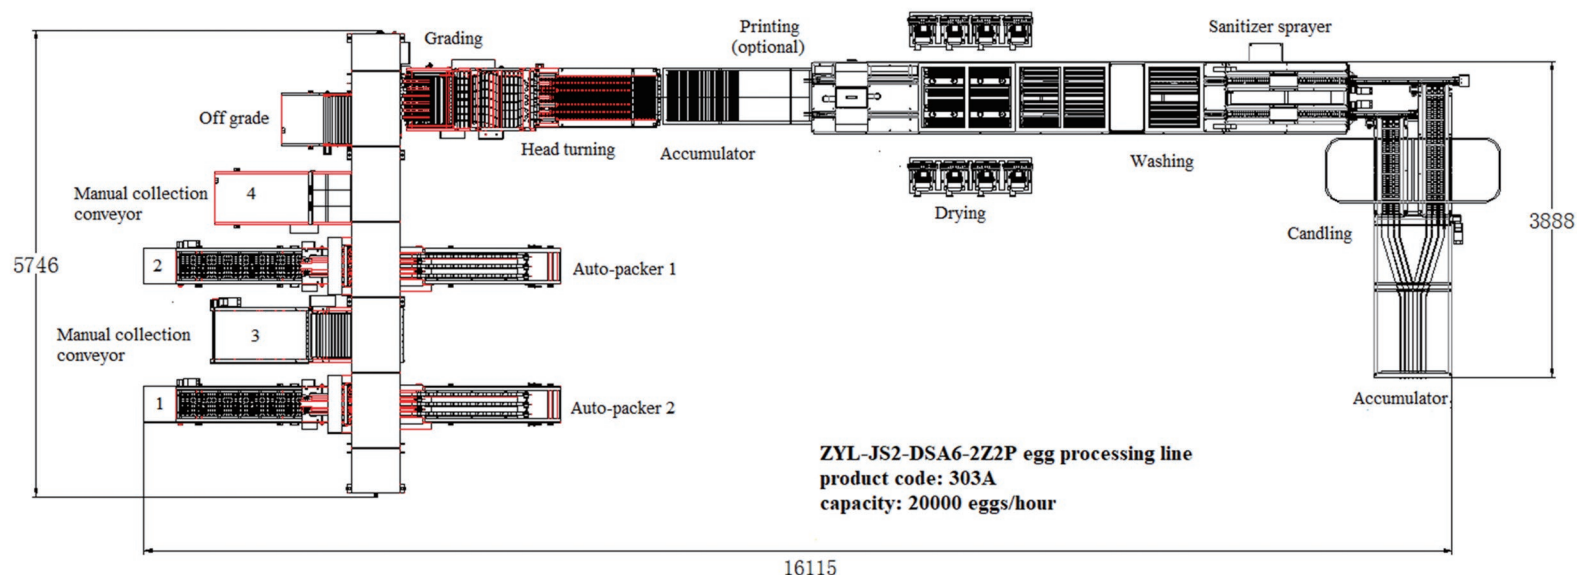 Grading
Printing
(optional)
Sanitizer sprayer
Off grade
Head turning
Accumulator
Washing
Manual collection
conveyor
4
Drying
Candling
3888
5746
2
Auto-packer 1
Manual collection
conveyor
3
1
Auto-packer 2
Accumulator
ZYL-JS2-DSA6-2Z2P egg processing line
product code: 303A
capacity: 20000 eggs/hour
16115